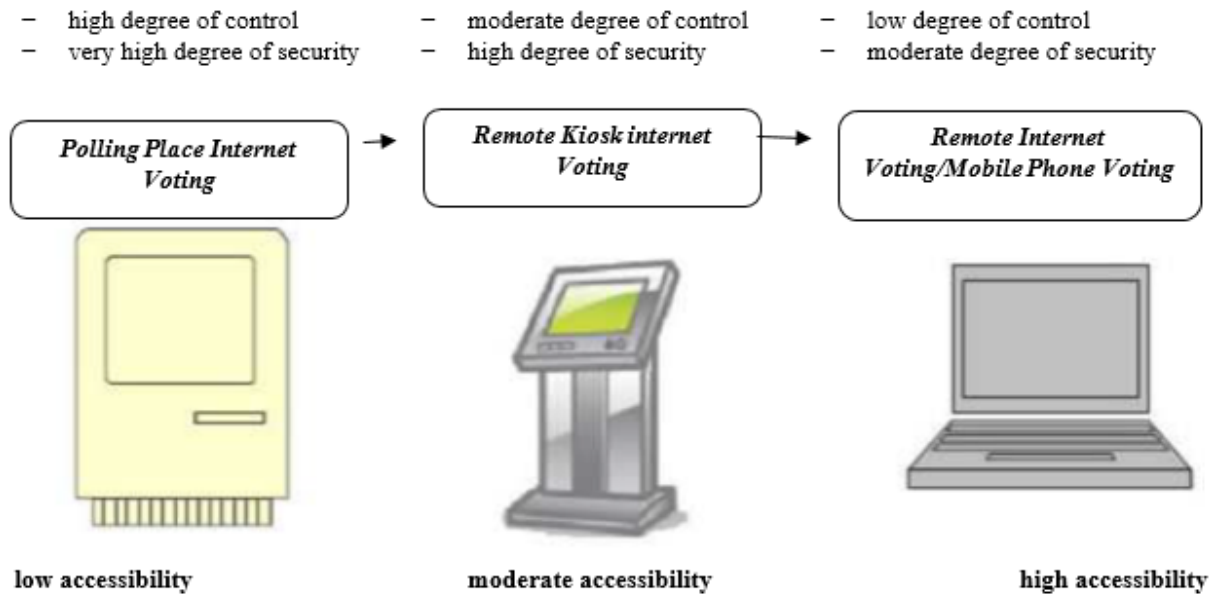 – high degree of control
– very high degree of security
– moderate degree of control
– high degree of security
– low degree of control
– moderate degree of security
Polling Place Internet
Voting
Remote Kiosk internet
Voting
Remote Internet
Voting/Mobile Phone Voting
low accessibility
moderate accessibility
high accessibility